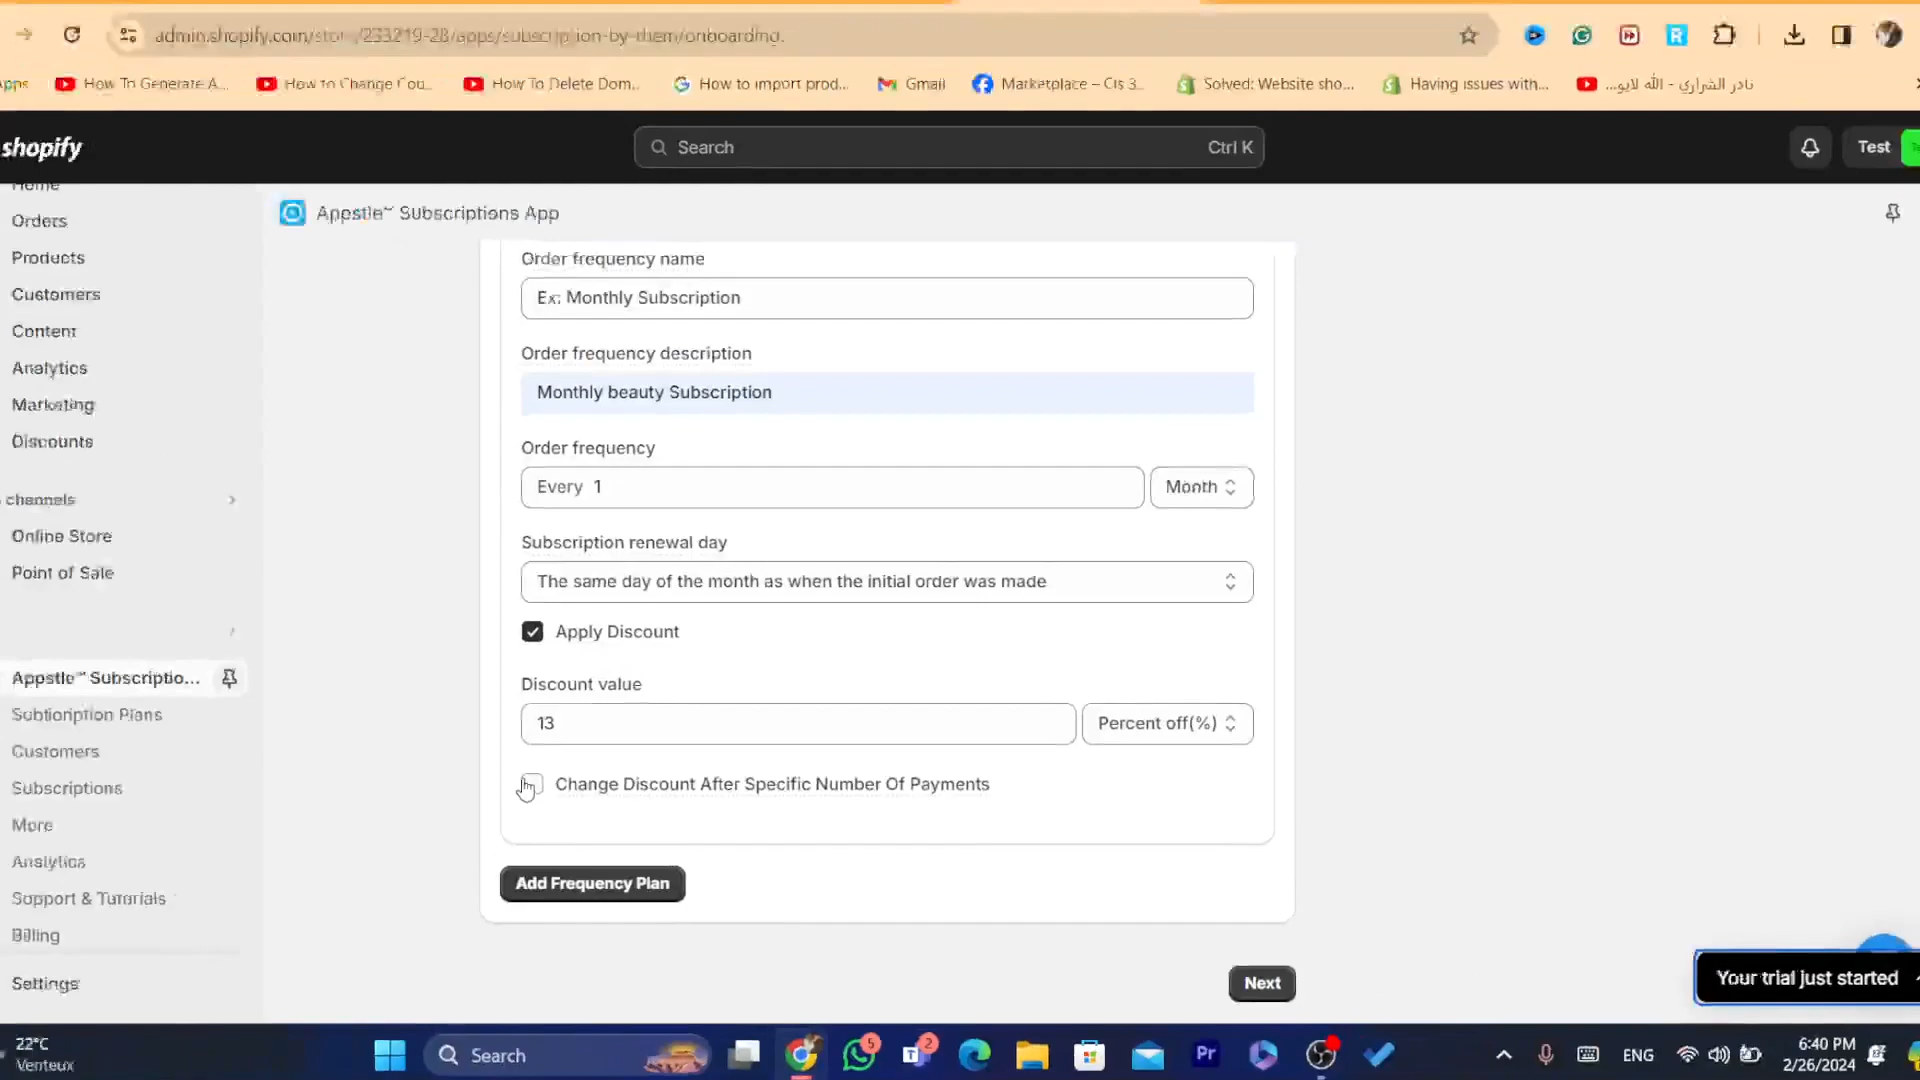 admin.shopify.com/store/233219-28/apps/subscription-by-them/onboarding.
Apps
How To Generate A...
How to Change Cou...
How To Delete Dom...
How to import prod...
Gmail
Marketplace – Cis 3...
Solved: Website sho...
Having issues with...
نادر الشراري - الله لايو...
shopify
Search
Ctrl K
Test
Home
Orders
Products
Customers
Content
Analytics
Marketing
Discounts
channels
Online Store
Point of Sale
Appstle™ Subscriptio...
Subtioription Plans
Customers
Subscriptions
More
Analytics
Support & Tutorials
Billing
Settings
Appstle™ Subscriptions App
Order frequency name
Ex: Monthly Subscription
Order frequency description
Monthly beauty Subscription
Order frequency
Every 1
Month
Subscription renewal day
The same day of the month as when the initial order was made
Apply Discount
Discount value
13
Percent off(%)
Change Discount After Specific Number Of Payments
Add Frequency Plan
Next
Your trial just started
22°C
Venteux
Search
5
2
Pr
ENG
6:40 PM
2/26/2024